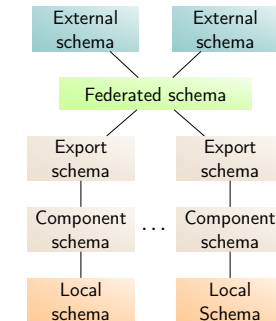 External External
schema schema
Federated schema
Export Export
schema schema
Component ... Component
schema schema
Local Local
schema Schema